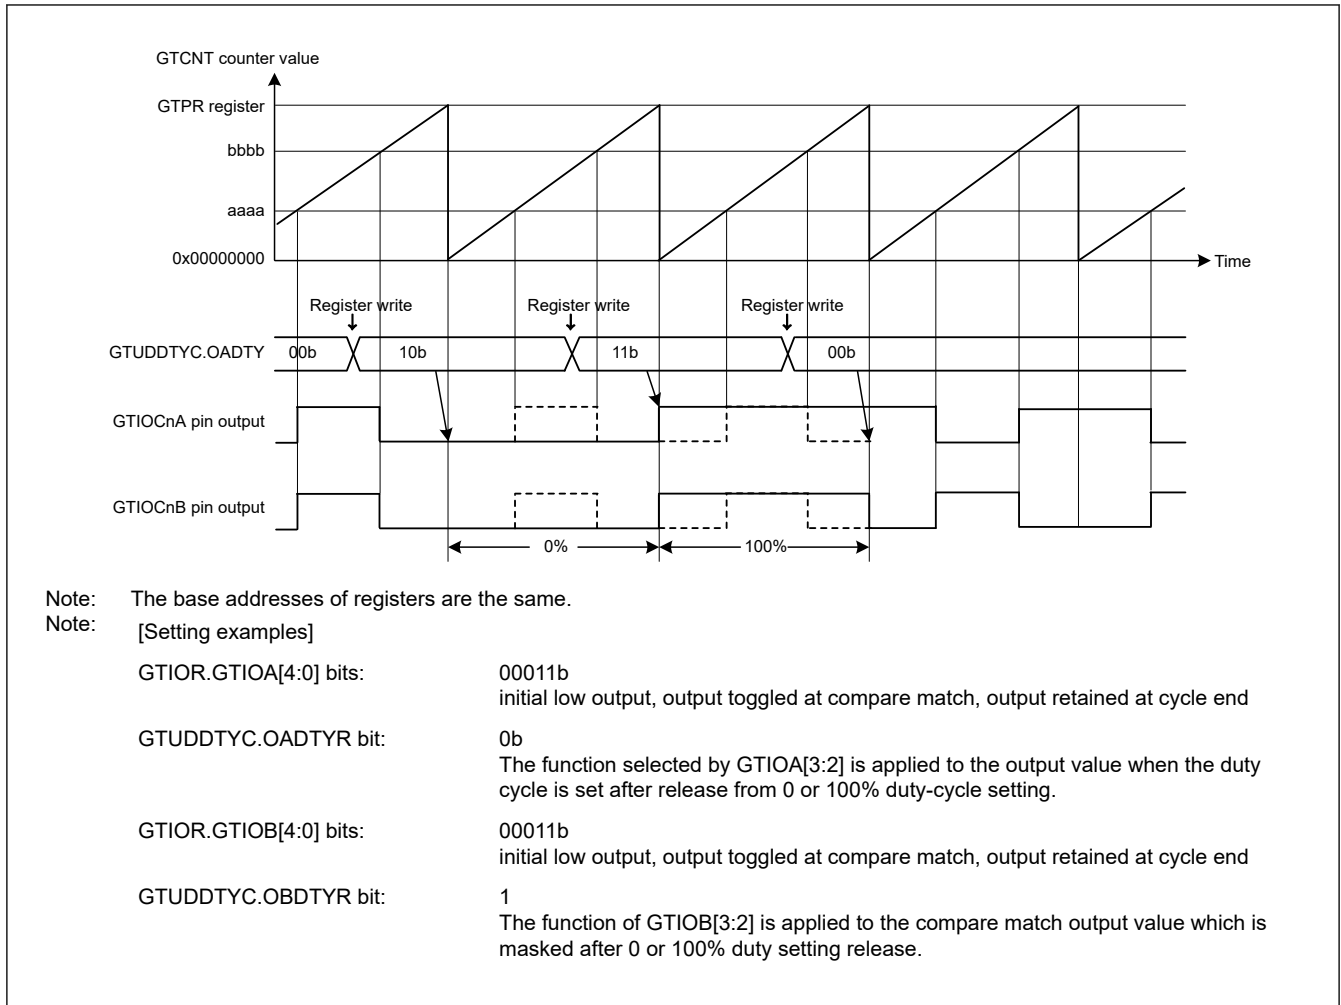 GTCNT counter value
GTPR register
bbbb
aaaa
0x00000000
Time
Register write Register write Register write
GTUDDTYC.OADTY 00b 10b 11b 00b
GTIOCnA pin output
GTIOCnB pin output
0% 100%
Note: The base addresses of registers are the same.
Note: [Setting examples]
GTIOR.GTIOA[4:0] bits: 00011b
initial low output, output toggled at compare match, output retained at cycle end
GTUDDTYC.OADTYR bit: 0b
The function selected by GTIOA[3:2] is applied to the output value when the duty
cycle is set after release from 0 or 100% duty-cycle setting.
GTIOR.GTIOB[4:0] bits: 00011b
initial low output, output toggled at compare match, output retained at cycle end
GTUDDTYC.OBDTYR bit: 1
The function of GTIOB[3:2] is applied to the compare match output value which is
masked after 0 or 100% duty setting release.